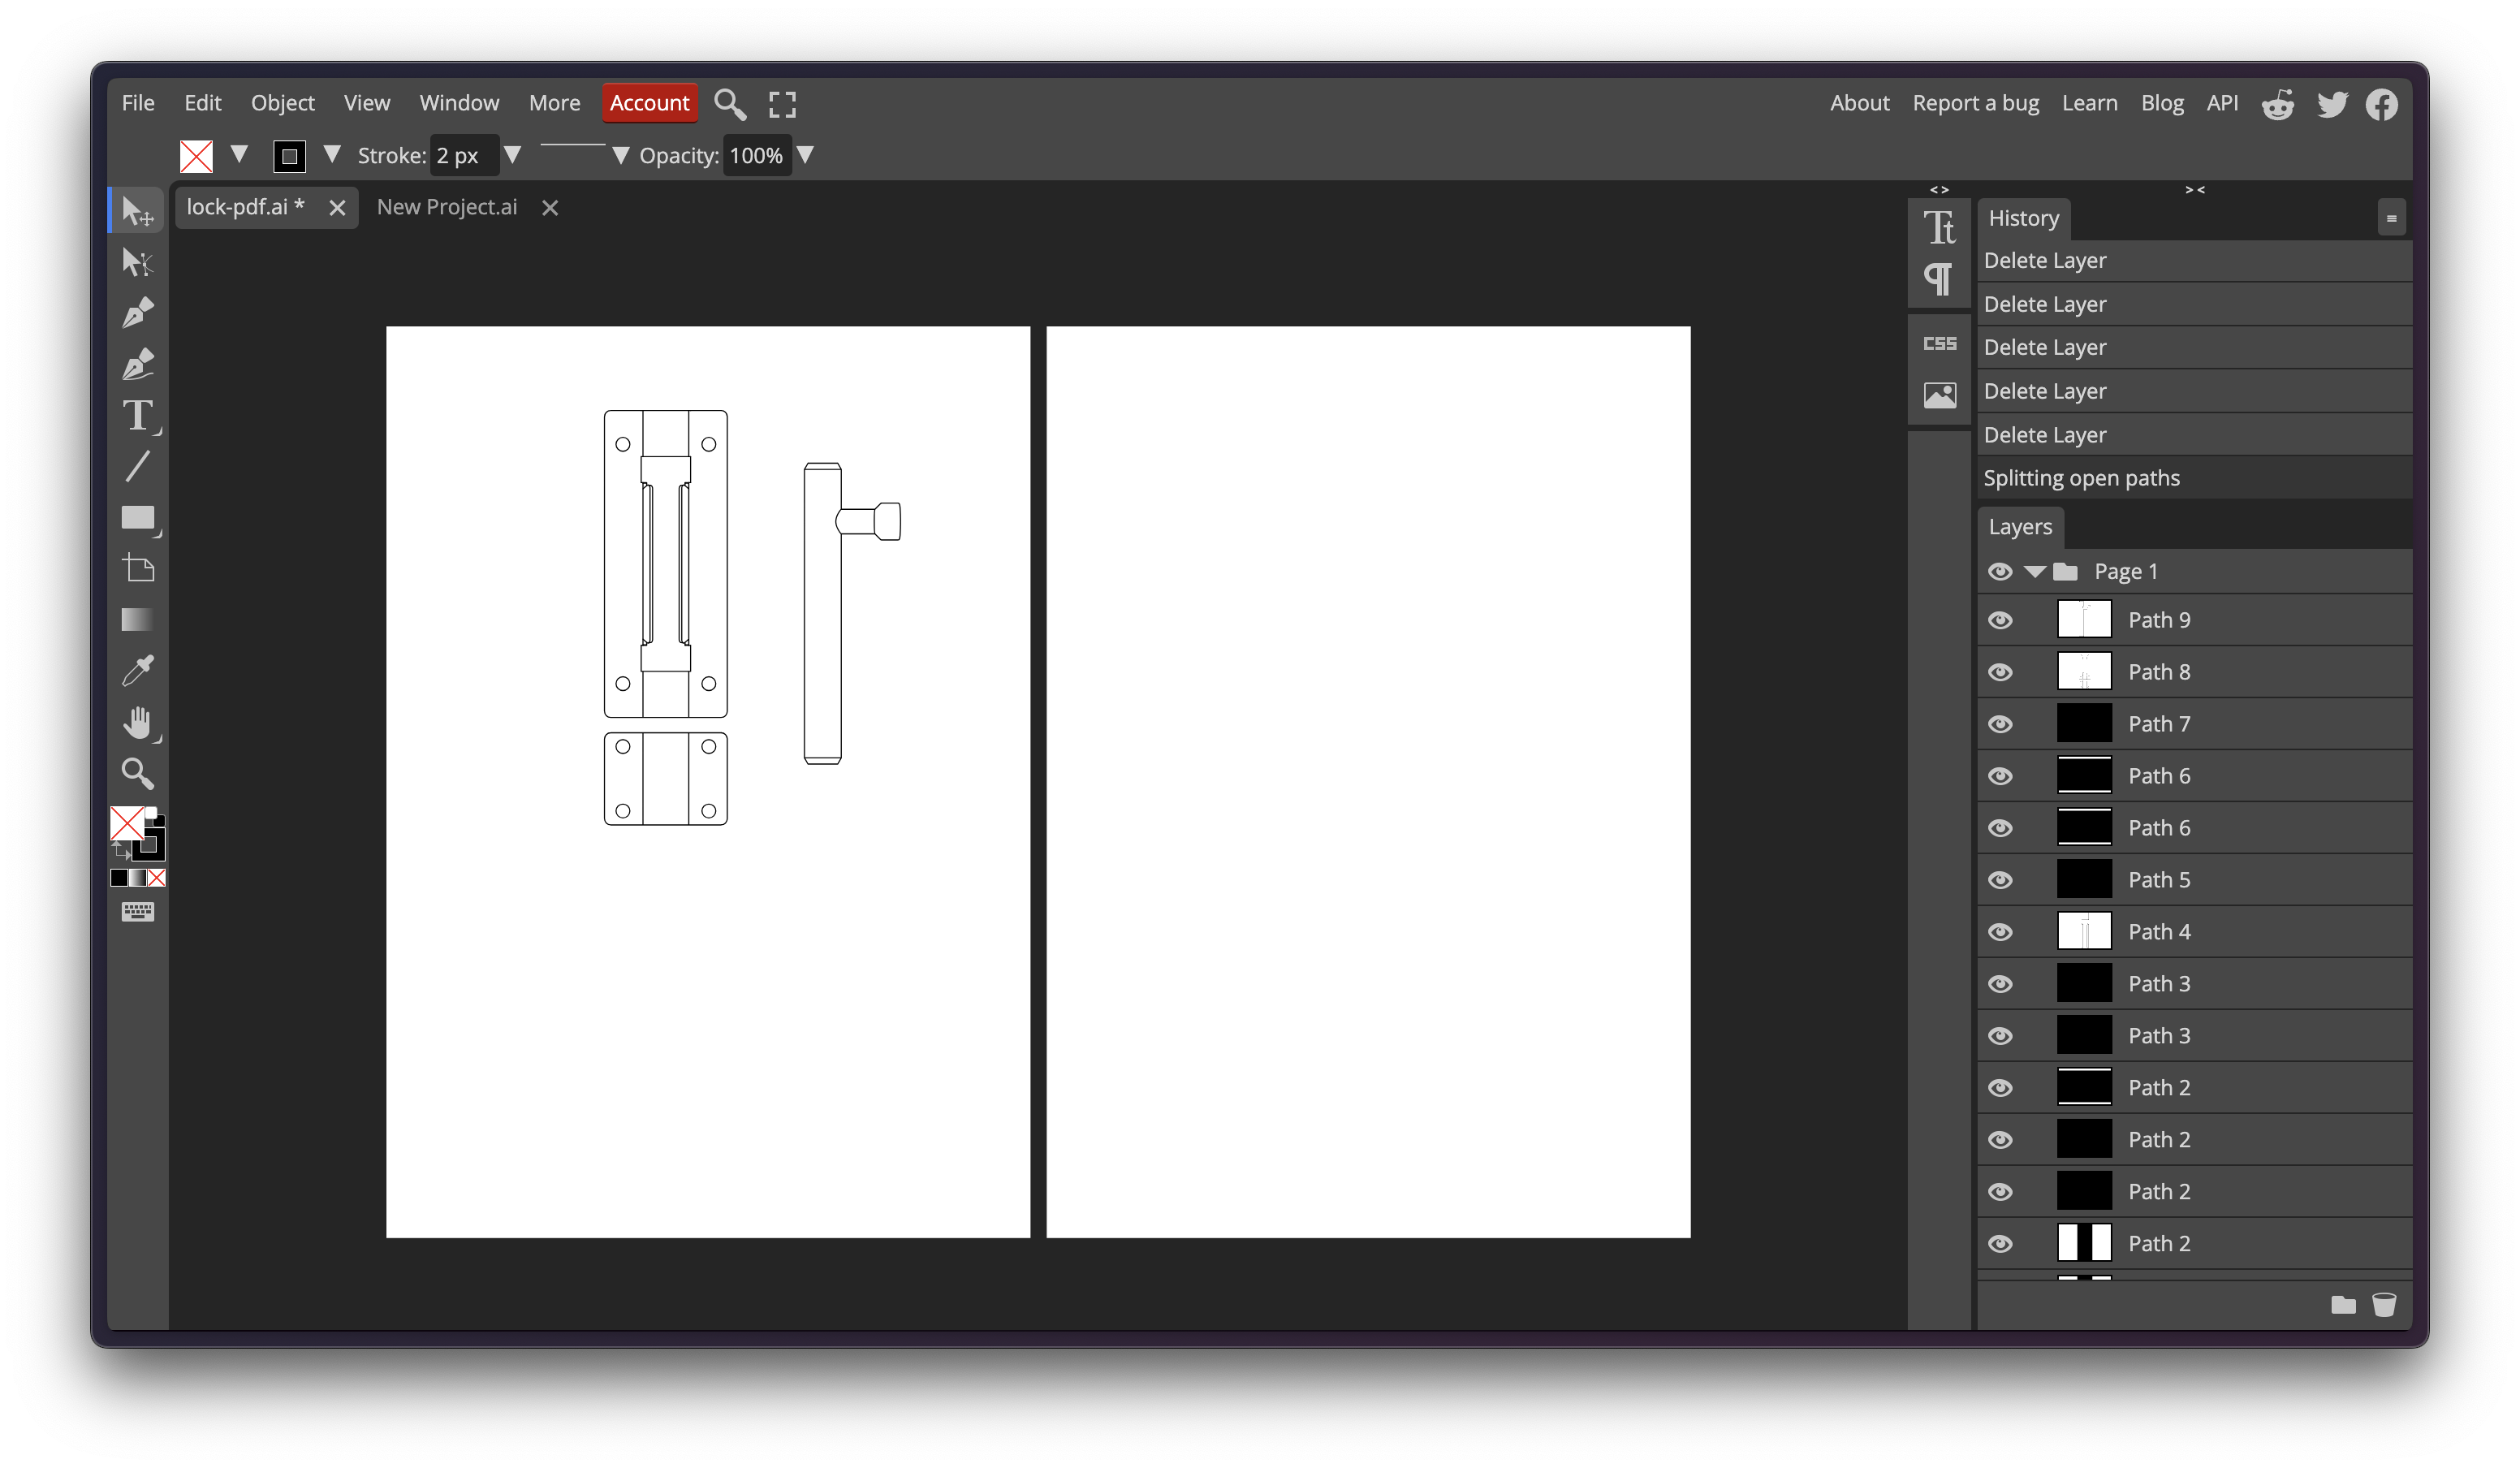 File Edit Object View Window More Account About Report a bug Learn Blog API
Stroke: 2 px Opacity: 100%
lock-pdf.ai * New Project.ai
T
Tt
CSS
History
Delete Layer
Delete Layer
Delete Layer
Delete Layer
Delete Layer
Splitting open paths
Layers
Page 1
Path 9
Path 8
Path 7
Path 6
Path 6
Path 5
Path 4
Path 3
Path 3
Path 2
Path 2
Path 2
Path 2